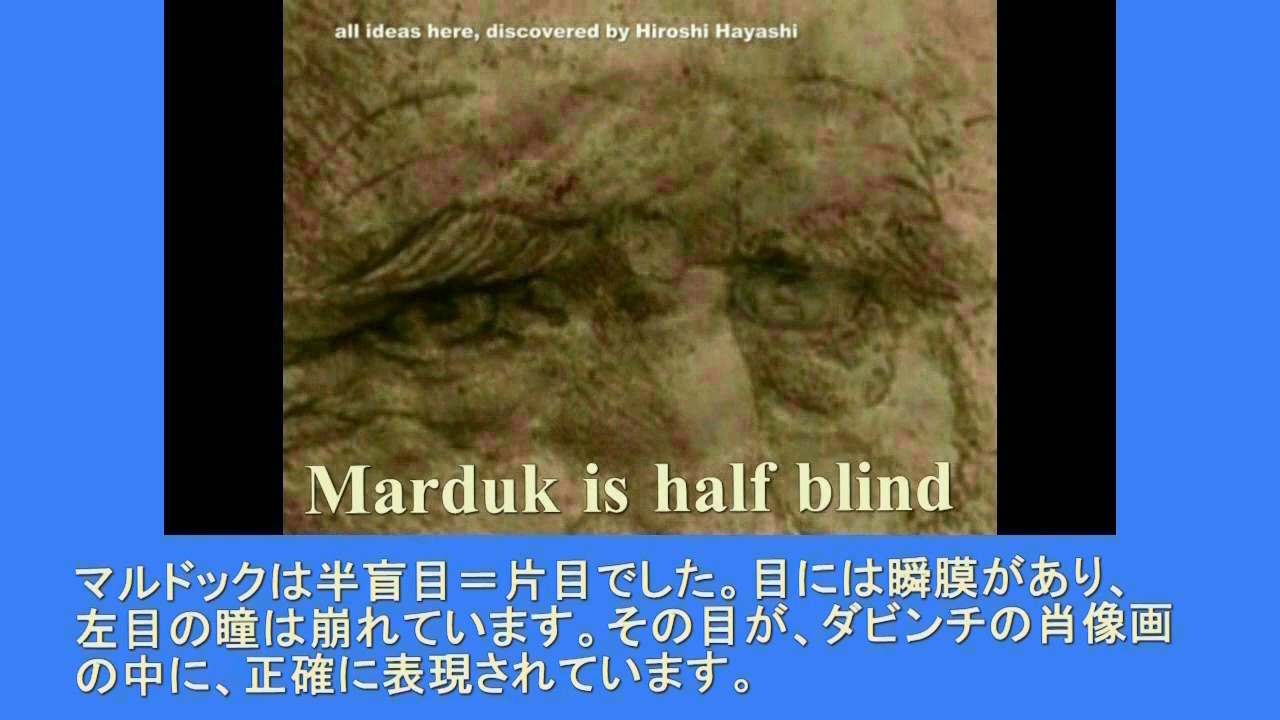 all ideas here, discovered by Hiroshi Hayashi
Marduk is half blind
マルドックは半盲目＝片目でした。目には瞬膜があり、
左目の瞳は崩れています。その目が、ダビンチの肖像画
の中に、正確に表現されています。